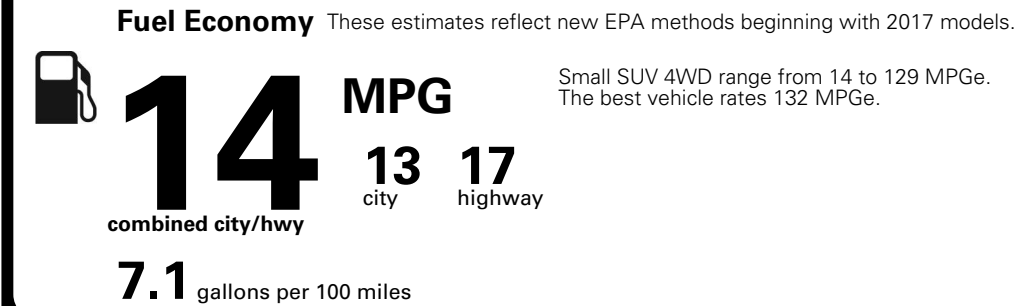 Fuel Economy These estimates reflect new EPA methods beginning with 2017 models.
14 MPG
Small SUV 4WD range from 14 to 129 MPGe.
The best vehicle rates 132 MPGe.
13 17
city highway
combined city/hwy
7.1 gallons per 100 miles